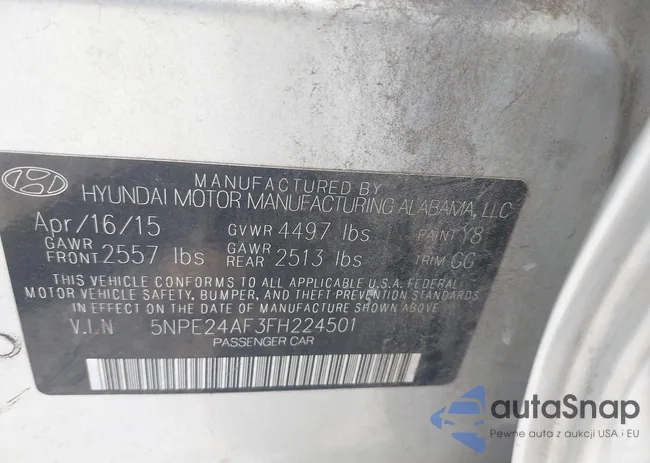 MANUFACTURED BY
HYUNDAI MOTOR MANUFACTURING ALABAMA, LLC
Apr/16/15 GVWR 4497 lbs PAINT Y8
GAWR FRONT 2557 lbs GAWR REAR 2513 lbs TRIM GG
THIS VEHICLE CONFORMS TO ALL APPLICABLE U.S.A. FEDERAL
MOTOR VEHICLE SAFETY, BUMPER, AND THEFT PREVENTION STANDARDS
IN EFFECT ON THE DATE OF MANUFACTURE SHOWN ABOVE.
V.I.N 5NPE24AF3FH224501
PASSENGER CAR
autaSnap
Pewne auta z aukcji USA i EU